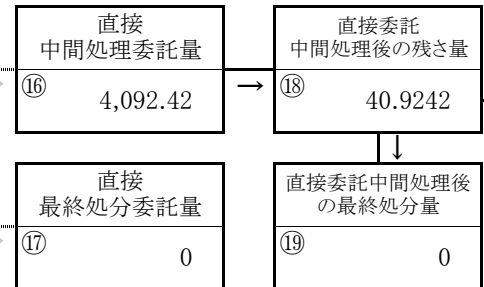 直接
中間処理委託量
⑯
4,092.42
→
直接委託
中間処理後の残さ量
⑱
40.9242
↓
直接
最終処分委託量
⑰
0
直接委託中間処理後
の最終処分量
⑲
0